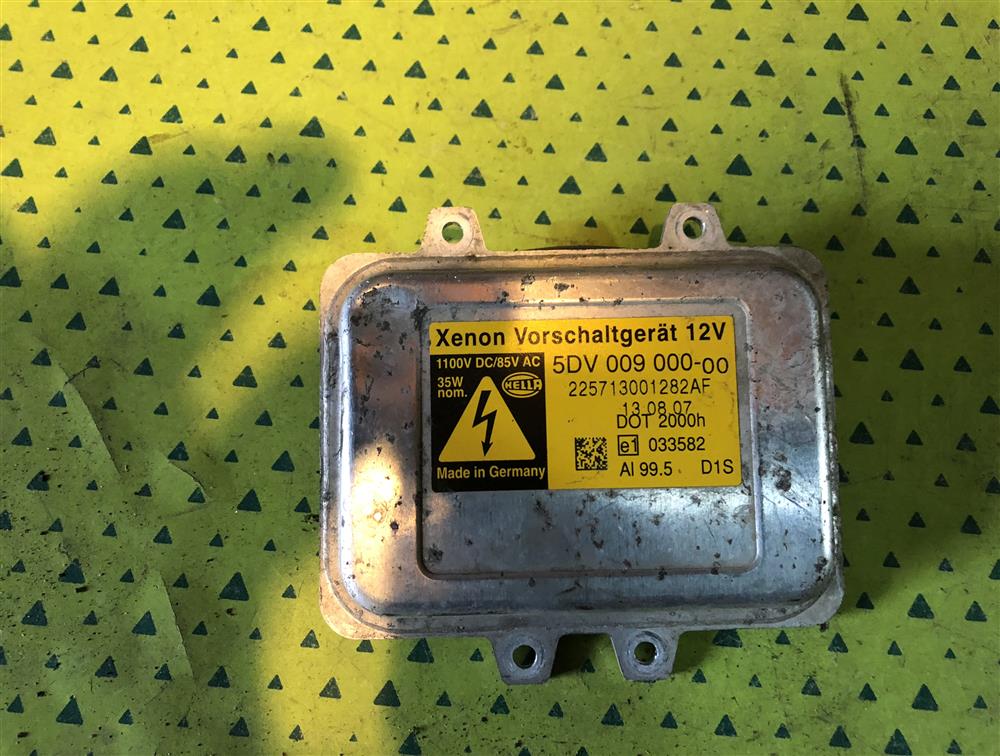 Xenon Vorschaltgerät 12V
1100V DC/85V AC
35W
nom.
HELLA
Made in Germany
5DV 009 000-00
225713001282AF
13.08.07
DOT 2000h
e1 033582
Al 99.5 D1S